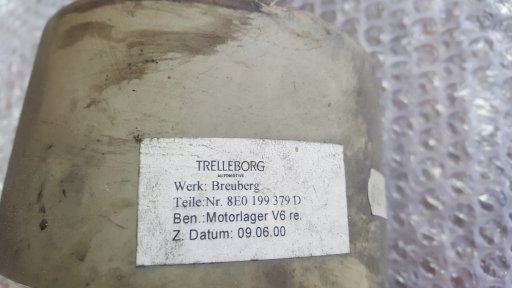 TRELLEBORG
AUTOMOTIVE
Werk: Breuberg
Teile:Nr. 8E0 199 379 D
Ben.:Motorlager V6 re.
Z. Datum: 09.06.00